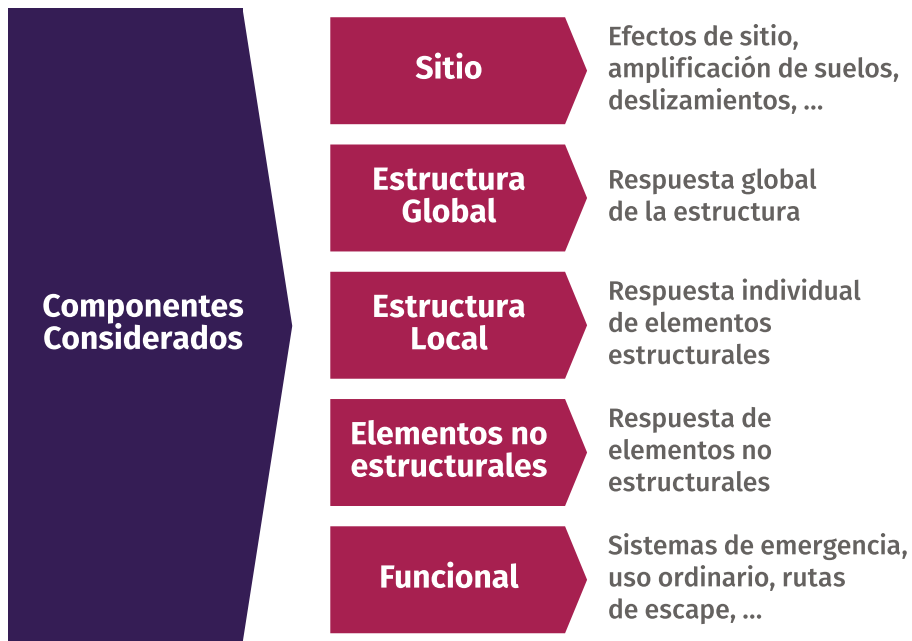 Componentes
Considerados
Sitio
Efectos de sitio,
amplificación de suelos,
deslizamientos, ...
Estructura
Global
Respuesta global
de la estructura
Estructura
Local
Respuesta individual
de elementos
estructurales
Elementos no
estructurales
Respuesta de
elementos no
estructurales
Funcional
Sistemas de emergencia,
uso ordinario, rutas
de escape, ...